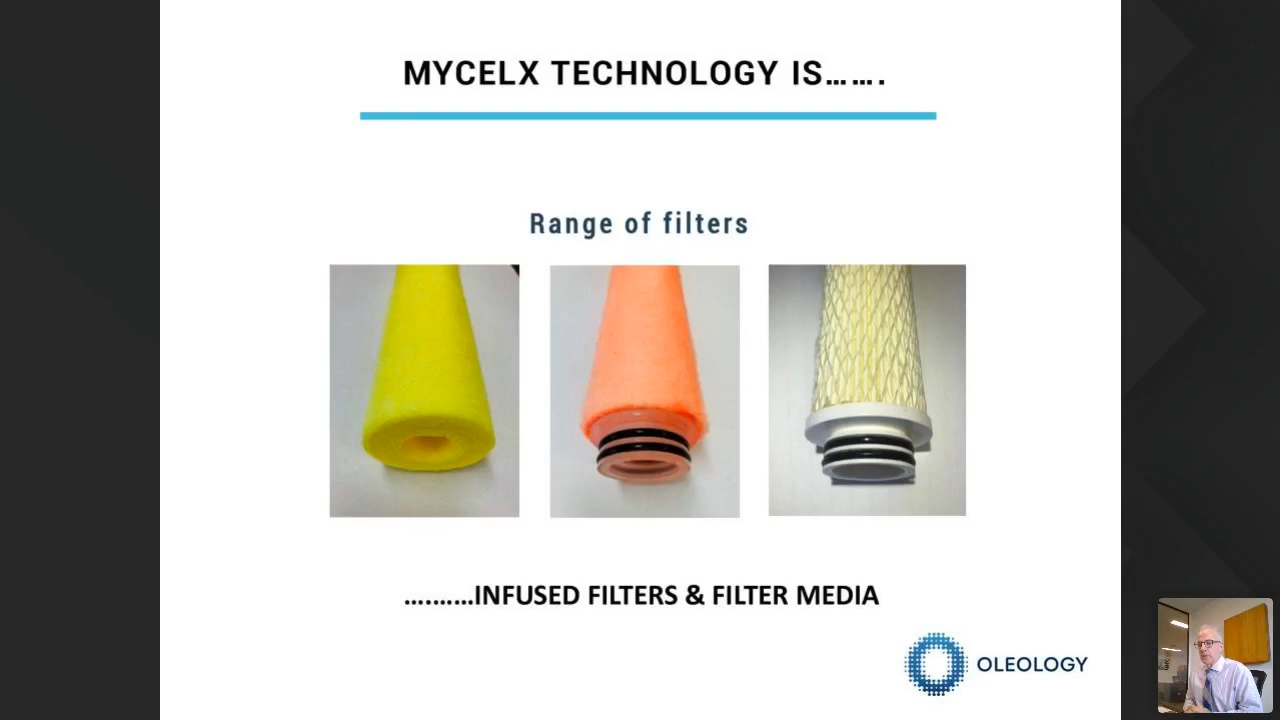 MYCELX TECHNOLOGY IS…….
Range of filters
….……INFUSED FILTERS & FILTER MEDIA
OLEOLOGY